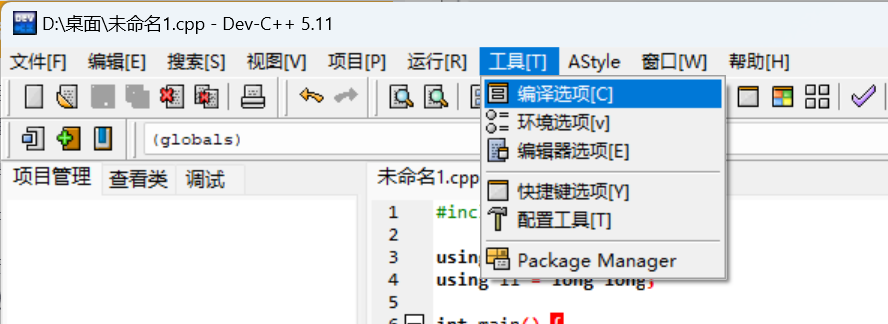 D:\桌面\未命名1.cpp - Dev-C++ 5.11
文件[F] 编辑[E] 搜索[S] 视图[V] 项目[P] 运行[R] 工具[T] AStyle 窗口[W] 帮助[H]
编译选项[C]
环境选项[v]
编辑器选项[E]
快捷键选项[Y]
配置工具[T]
Package Manager
(globals)
项目管理 查看类 调试
未命名1.cpp
1 #inc
2
3 using
4 using ll = long long;
5
6 int main() {